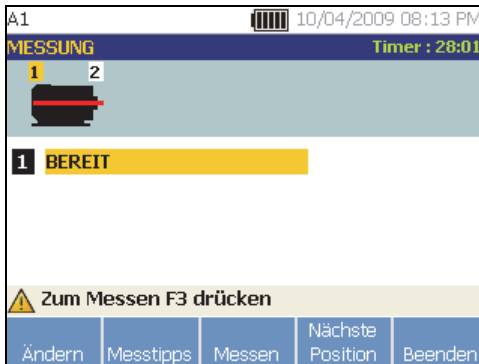 A1 10/04/2009 08:13 PM
MESSUNG Timer : 28:01
1 2
1 BEREIT
Zum Messen F3 drücken
Ändern Messtipps Messen Nächste Position Beenden